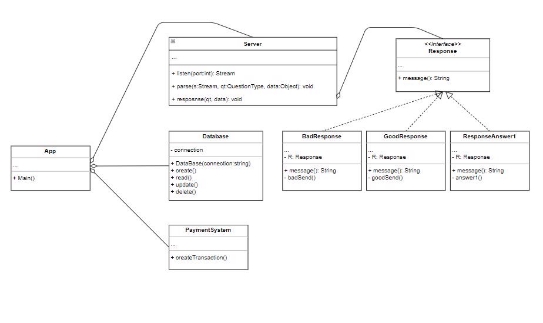 Server
...
+ listen(port:int): Stream
+ parse(s:Stream, qt:QuestionType, data:Object): void
+ response(qt, data): void
<<Interface>>
Response
...
+ message(): String
App
...
+ Main()
Database
- connection
+ DataBase(connection:string)
+ create()
+ read()
+ update()
+ delete()
BadResponse
...
- R: Response
+ message(): String
- badSend()
GoodResponse
...
- R: Response
+ message(): String
- goodSend()
ResponseAnswer1
...
- R: Response
+ message(): String
- answer1()
PaymentSystem
...
+ createTransaction()